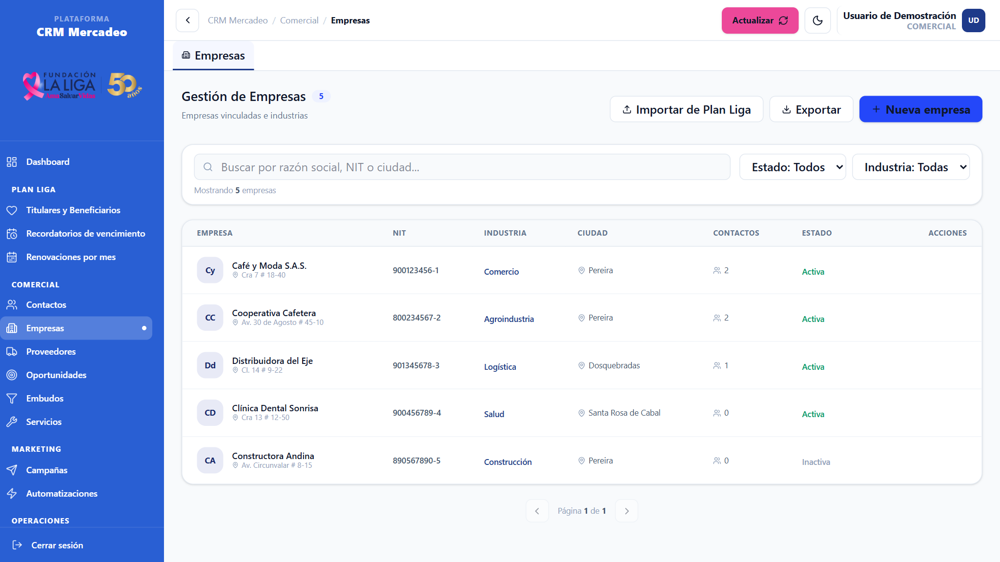 PLATAFORMA
CRM Mercadeo
FUNDACIÓN
LA LIGA
Ama Salvar Vidas
50 años
Dashboard
PLAN LIGA
Titulares y Beneficiarios
Recordatorios de vencimiento
Renovaciones por mes
COMERCIAL
Contactos
Empresas
Proveedores
Oportunidades
Embudos
Servicios
MARKETING
Campañas
Automatizaciones
OPERACIONES
Cerrar sesión
CRM Mercadeo / Comercial / Empresas
Actualizar
Usuario de Demostración
COMERCIAL
UD
Empresas
Gestión de Empresas 5
Empresas vinculadas e industrias
Importar de Plan Liga
Exportar
+ Nueva empresa
Buscar por razón social, NIT o ciudad...
Estado: Todos
Industria: Todas
Mostrando 5 empresas
EMPRESA NIT INDUSTRIA CIUDAD CONTACTOS ESTADO ACCIONES
Cy Café y Moda S.A.S. 900123456-1 Comercio Pereira 2 Activa
Cra 7 # 18-40
CC Cooperativa Cafetera 800234567-2 Agroindustria Pereira 2 Activa
Av. 30 de Agosto # 45-10
Dd Distribuidora del Eje 901345678-3 Logística Dosquebradas 1 Activa
Cl. 14 # 9-22
CD Clínica Dental Sonrisa 900456789-4 Salud Santa Rosa de Cabal 0 Activa
Cra 13 # 12-50
CA Constructora Andina 890567890-5 Construcción Pereira 0 Inactiva
Av. Circunvalar # 8-15
Página 1 de 1